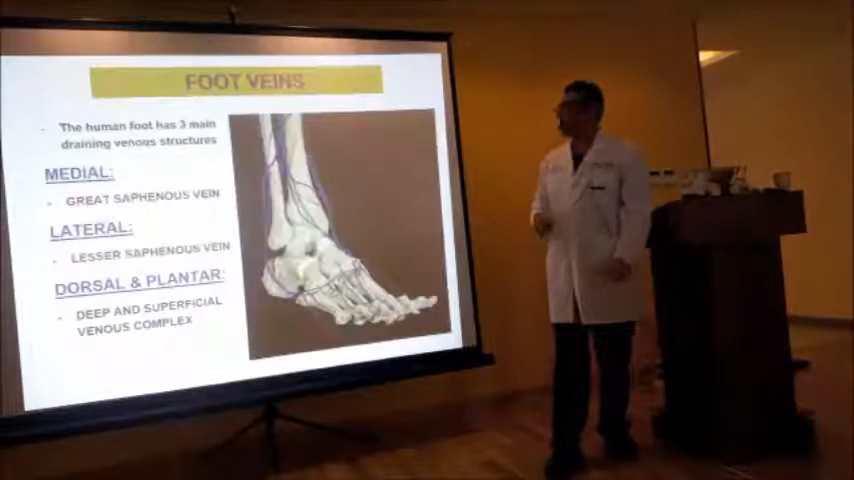 FOOT VEINS
The human foot has 3 main
draining venous structures
MEDIAL:
GREAT SAPHENOUS VEIN
LATERAL:
LESSER SAPHENOUS VEIN
DORSAL & PLANTAR:
DEEP AND SUPERFICIAL
VENOUS COMPLEX